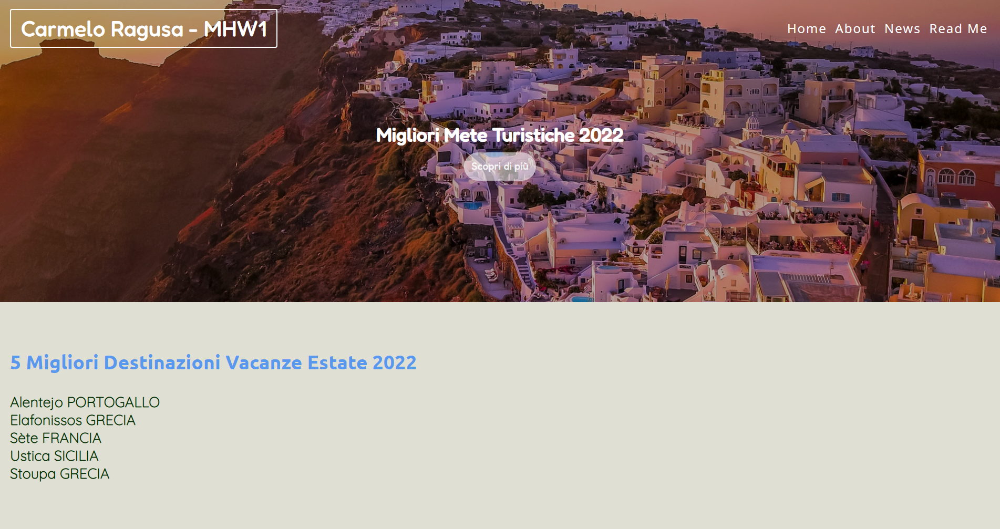 Carmelo Ragusa - MHW1
Home About News Read Me
Migliori Mete Turistiche 2022
Scopri di più
5 Migliori Destinazioni Vacanze Estate 2022
Alentejo PORTOGALLO
Elafonissos GRECIA
Sète FRANCIA
Ustica SICILIA
Stoupa GRECIA